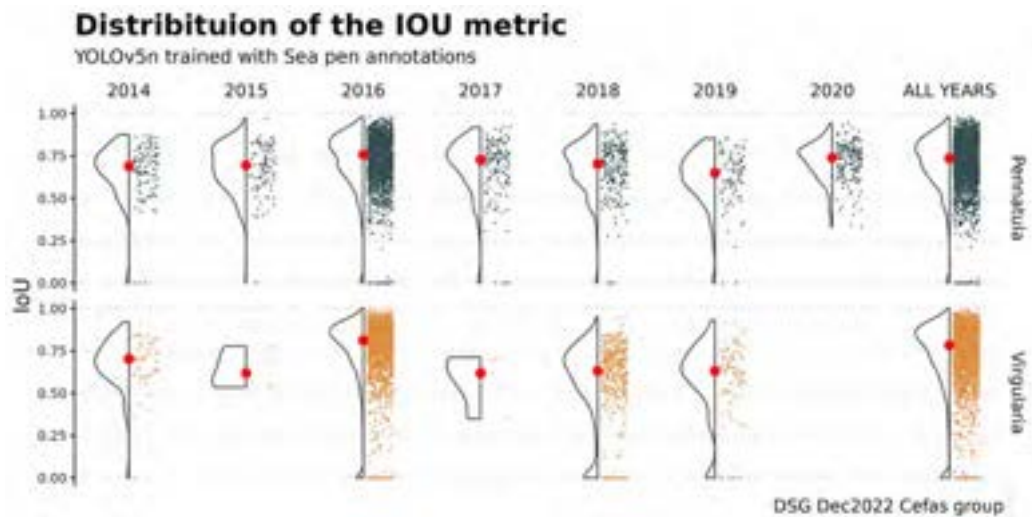 Distribituion of the IOU metric
YOLOv5n trained with Sea pen annotations
2014 2015 2016 2017 2018 2019 2020 ALL YEARS
1.00
0.75
0.50
0.25
0.00
Pennatula
IoU
1.00
0.75
0.50
0.25
0.00
Virgularia
DSG Dec2022 Cefas group